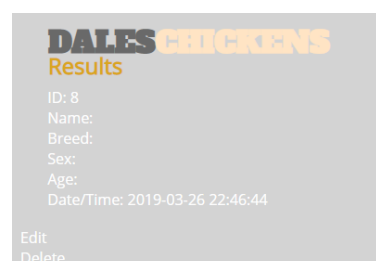 DALESCHICKENS
Results
ID: 8
Name:
Breed:
Sex:
Age:
Date/Time: 2019-03-26 22:46:44
Edit
Delete